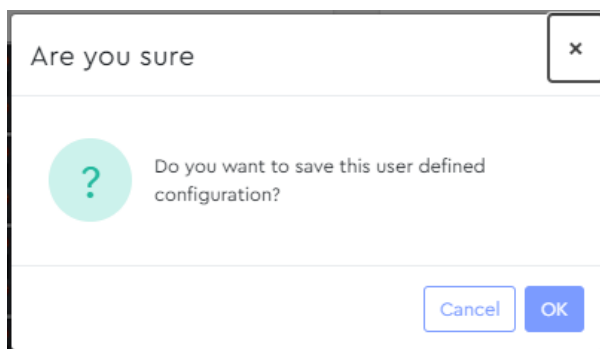 Are you sure
×
?
Do you want to save this user defined
configuration?
Cancel
OK